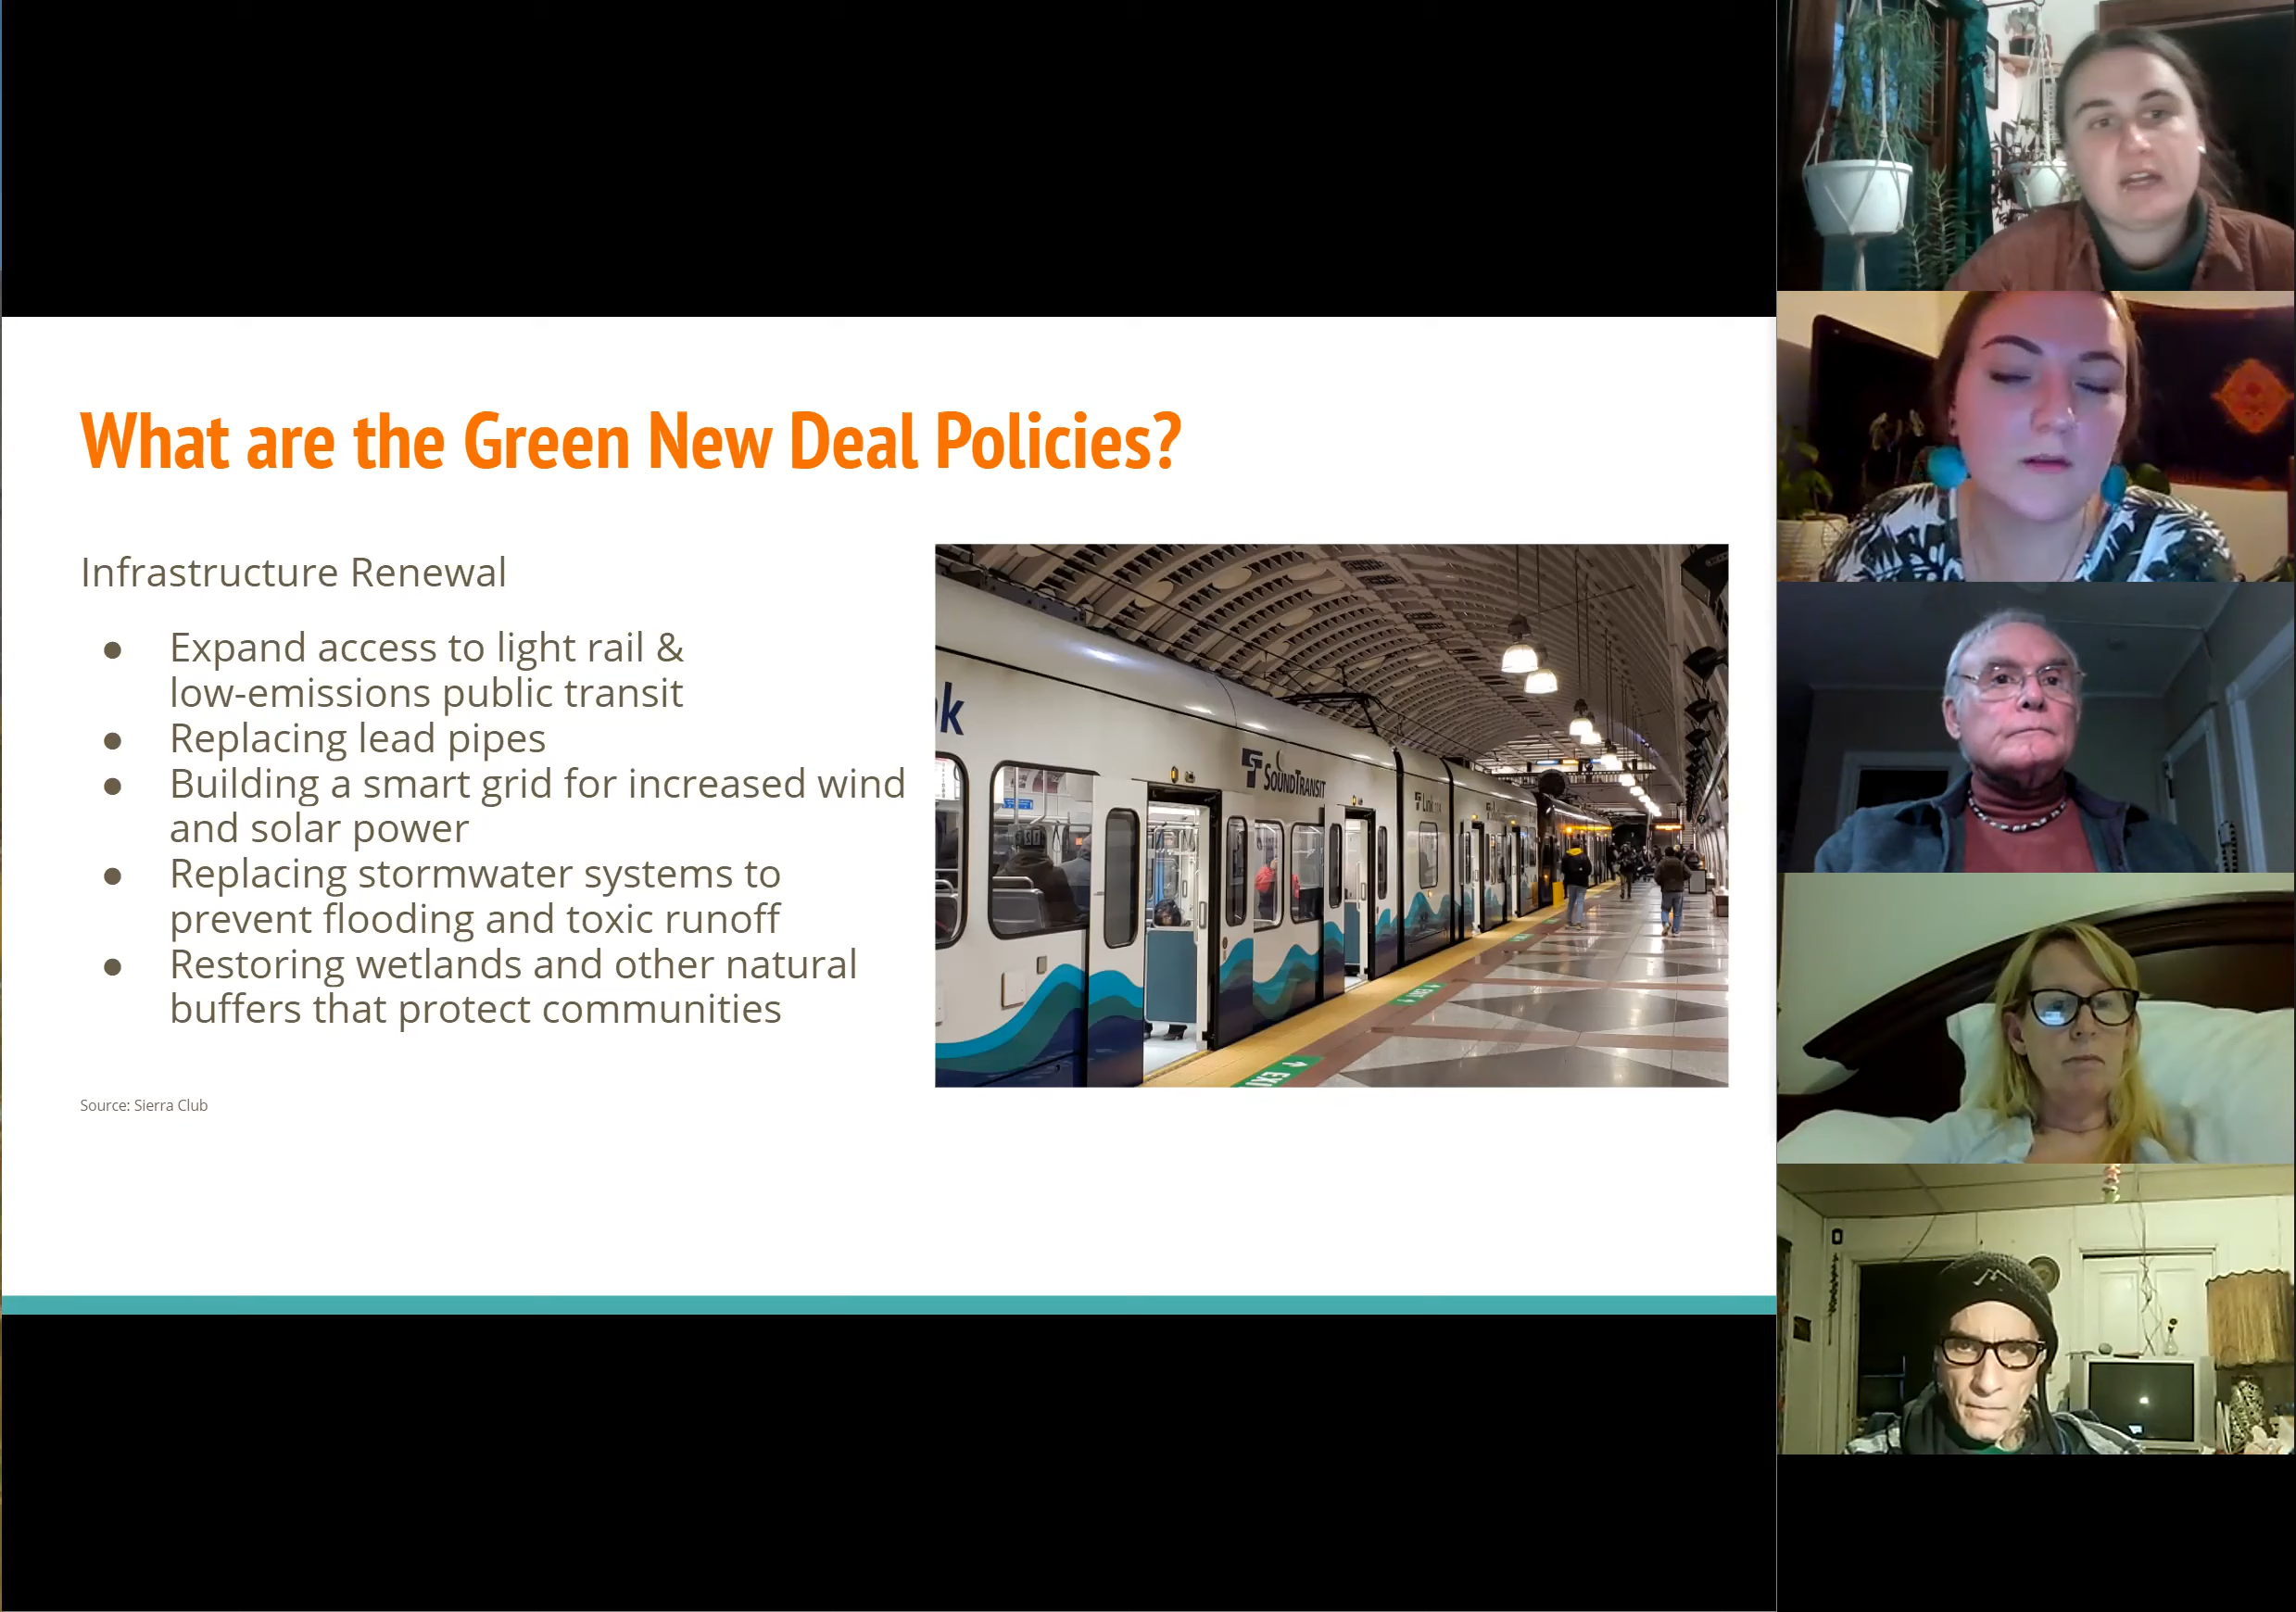 What are the Green New Deal Policies?
Infrastructure Renewal
● Expand access to light rail &
low-emissions public transit
● Replacing lead pipes
● Building a smart grid for increased wind
and solar power
● Replacing stormwater systems to
prevent flooding and toxic runoff
● Restoring wetlands and other natural
buffers that protect communities
Source: Sierra Club
k
SOUNDTRANSIT
Link
EXIT